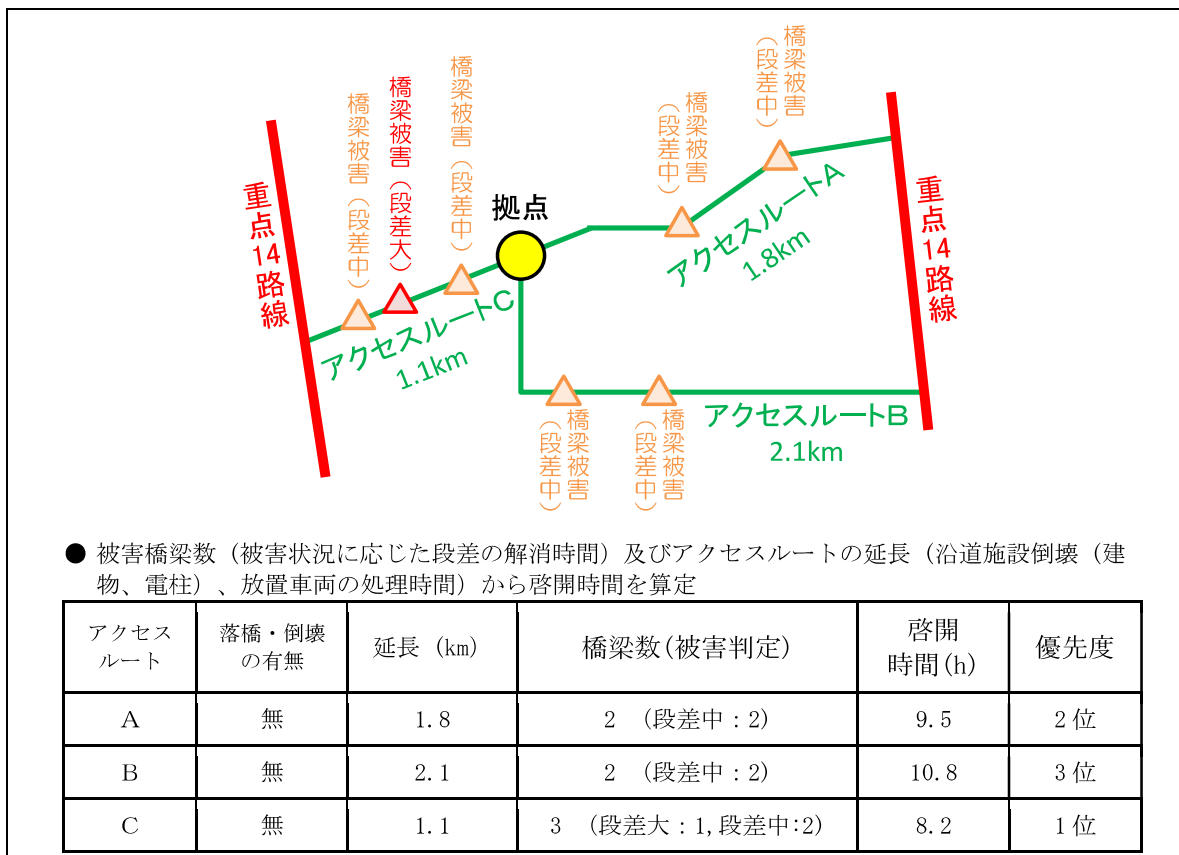 橋梁被害（段差中）
橋梁被害（段差大）
橋梁被害（段差中）
橋梁被害
（段差中）
橋梁被害
（段差中）
重点14路線
拠点
アクセスルートA
1.8km
重点14路線
アクセスルートC
1.1km
アクセスルートB
2.1km
橋梁被害
（段差中）
橋梁被害
（段差中）
● 被害橋梁数（被害状況に応じた段差の解消時間）及びアクセスルートの延長（沿道施設倒壊（建
物、電柱）、放置車両の処理時間）から啓開時間を算定
アクセス
ルート
落橋・倒壊
の有無
延長 (km)
橋梁数(被害判定)
啓開
時間(h)
優先度
A 無 1.8 2 （段差中：2） 9.5 2位
B 無 2.1 2 （段差中：2） 10.8 3位
C 無 1.1 3 （段差大：1,段差中:2） 8.2 1位